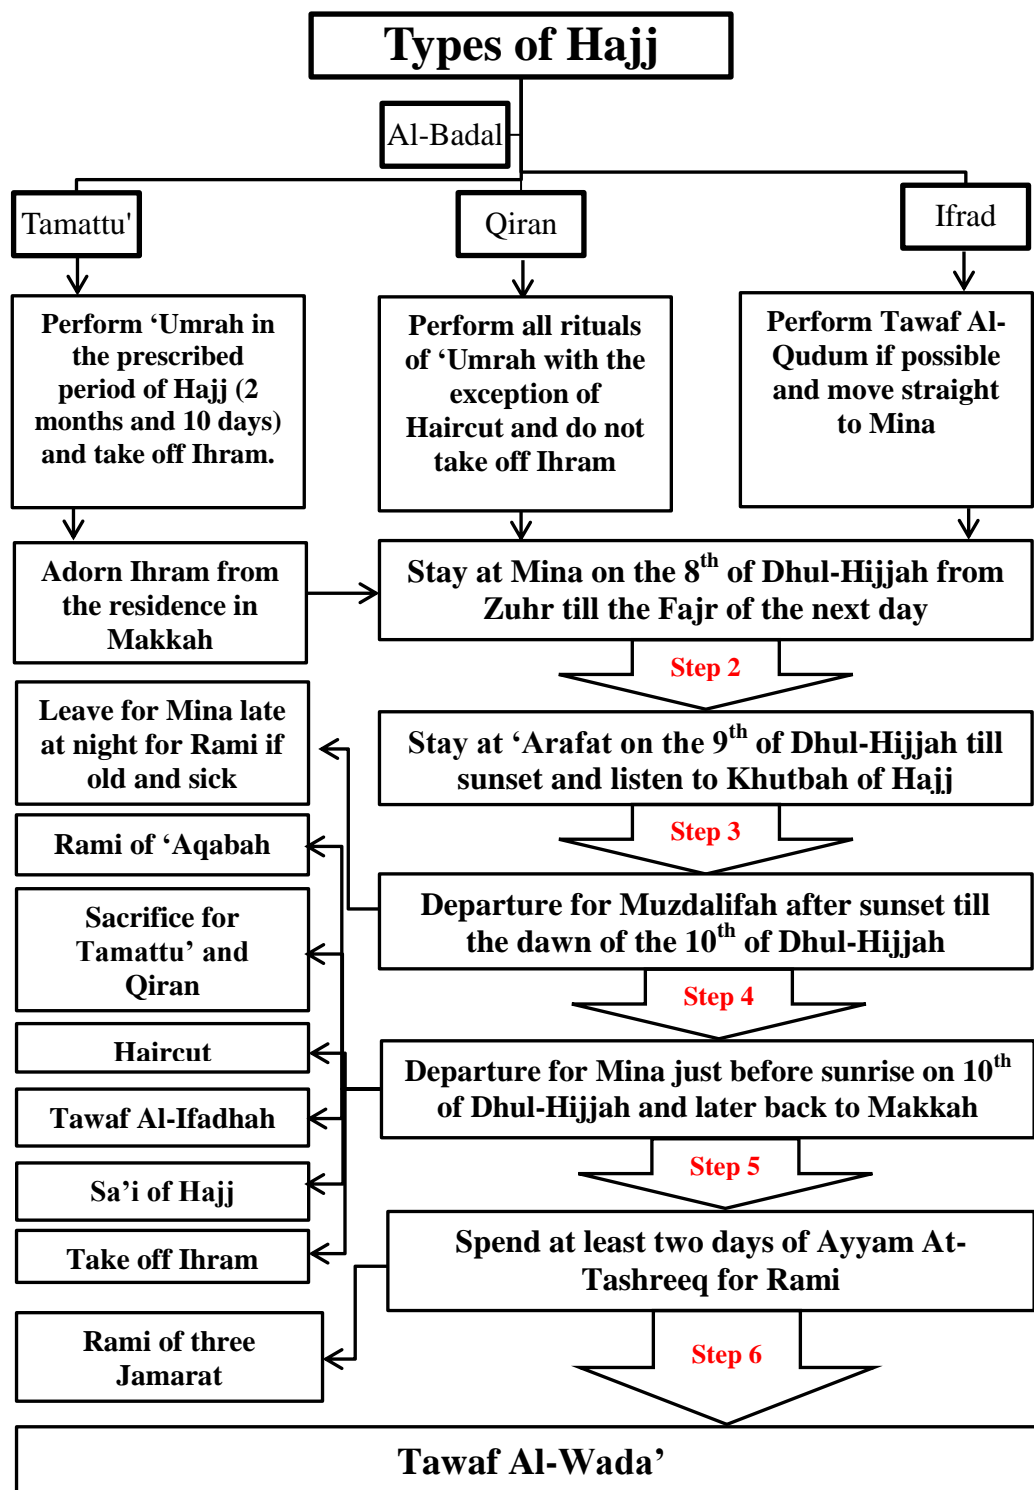 Types of Hajj
Al-Badal
Tamattu'
Qiran
Ifrad
Perform ‘Umrah in
the prescribed
period of Hajj (2
months and 10 days)
and take off Ihram.
Perform all rituals
of ‘Umrah with the
exception of
Haircut and do not
take off Ihram
Perform Tawaf Al-
Qudum if possible
and move straight
to Mina
Adorn Ihram from
the residence in
Makkah
Stay at Mina on the 8th of Dhul-Hijjah from
Zuhr till the Fajr of the next day
Step 2
Leave for Mina late
at night for Rami if
old and sick
Stay at ‘Arafat on the 9th of Dhul-Hijjah till
sunset and listen to Khutbah of Hajj
Step 3
Rami of ‘Aqabah
Sacrifice for
Tamattu’ and
Qiran
Departure for Muzdalifah after sunset till
the dawn of the 10th of Dhul-Hijjah
Step 4
Haircut
Tawaf Al-Ifadhah
Departure for Mina just before sunrise on 10th
of Dhul-Hijjah and later back to Makkah
Step 5
Sa’i of Hajj
Take off Ihram
Spend at least two days of Ayyam At-
Tashreeq for Rami
Rami of three
Jamarat
Step 6
Tawaf Al-Wada’